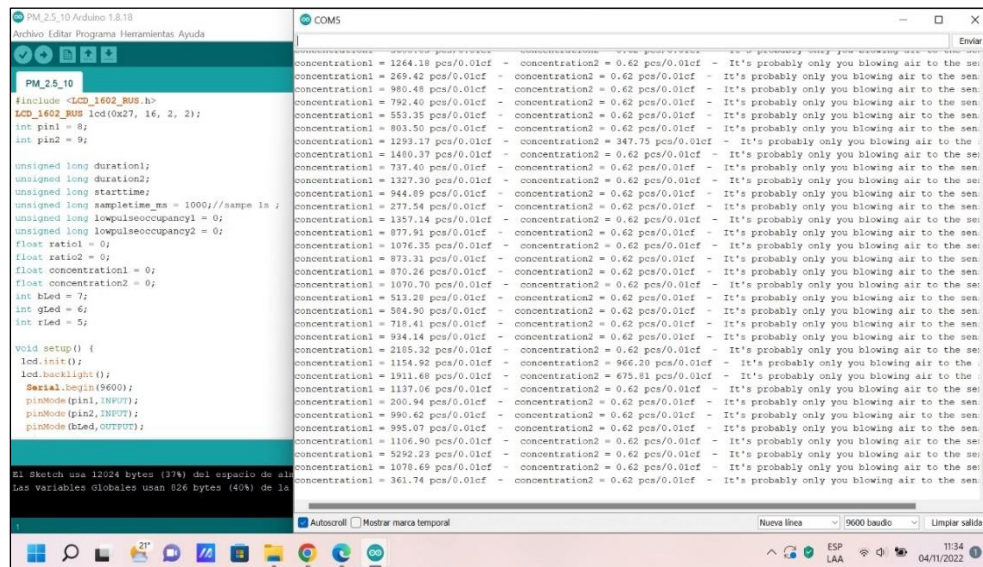 PM_2.5_10 Arduino 1.8.18
Archivo Editar Programa Herramientas Ayuda
PM_2.5_10
#include <LCD_1602_RUS.h>
LCD_1602_RUS lcd(0x27, 16, 2, 2);
int pin1 = 8;
int pin2 = 9;
unsigned long duration1;
unsigned long duration2;
unsigned long starttime;
unsigned long sampletime_ms = 1000;//sampe 1s ;
unsigned long lowpulseoccupancy1 = 0;
unsigned long lowpulseoccupancy2 = 0;
float ratio1 = 0;
float ratio2 = 0;
float concentration1 = 0;
float concentration2 = 0;
int bLed = 7;
int gLed = 6;
int rLed = 5;
void setup() {
lcd.init();
lcd.backlight();
Serial.begin(9600);
pinMode(pin1,INPUT);
pinMode(pin2,INPUT);
pinMode(bLed,OUTPUT);
El Sketch usa 12024 bytes (37%) del espacio de alm
Las variables Globales usan 826 bytes (40%) de la
1
COM5
Enviar
concentration1 = 1264.18 pcs/0.01cf - concentration2 = 0.62 pcs/0.01cf - It's probably only you blowing air to the se
concentration1 = 269.42 pcs/0.01cf - concentration2 = 0.62 pcs/0.01cf - It's probably only you blowing air to the sen
concentration1 = 980.48 pcs/0.01cf - concentration2 = 0.62 pcs/0.01cf - It's probably only you blowing air to the sen
concentration1 = 792.40 pcs/0.01cf - concentration2 = 0.62 pcs/0.01cf - It's probably only you blowing air to the sen
concentration1 = 553.35 pcs/0.01cf - concentration2 = 0.62 pcs/0.01cf - It's probably only you blowing air to the sen
concentration1 = 803.50 pcs/0.01cf - concentration2 = 0.62 pcs/0.01cf - It's probably only you blowing air to the sen
concentration1 = 1293.17 pcs/0.01cf - concentration2 = 347.75 pcs/0.01cf - It's probably only you blowing air to the
concentration1 = 1480.37 pcs/0.01cf - concentration2 = 0.62 pcs/0.01cf - It's probably only you blowing air to the se
concentration1 = 737.40 pcs/0.01cf - concentration2 = 0.62 pcs/0.01cf - It's probably only you blowing air to the sen
concentration1 = 1327.30 pcs/0.01cf - concentration2 = 0.62 pcs/0.01cf - It's probably only you blowing air to the se
concentration1 = 944.89 pcs/0.01cf - concentration2 = 0.62 pcs/0.01cf - It's probably only you blowing air to the sen
concentration1 = 277.54 pcs/0.01cf - concentration2 = 0.62 pcs/0.01cf - It's probably only you blowing air to the sen
concentration1 = 1357.14 pcs/0.01cf - concentration2 = 0.62 pcs/0.01cf - It's probably only you blowing air to the se
concentration1 = 877.91 pcs/0.01cf - concentration2 = 0.62 pcs/0.01cf - It's probably only you blowing air to the sen
concentration1 = 1076.35 pcs/0.01cf - concentration2 = 0.62 pcs/0.01cf - It's probably only you blowing air to the se
concentration1 = 873.31 pcs/0.01cf - concentration2 = 0.62 pcs/0.01cf - It's probably only you blowing air to the sen
concentration1 = 870.26 pcs/0.01cf - concentration2 = 0.62 pcs/0.01cf - It's probably only you blowing air to the sen
concentration1 = 1070.70 pcs/0.01cf - concentration2 = 0.62 pcs/0.01cf - It's probably only you blowing air to the se
concentration1 = 513.28 pcs/0.01cf - concentration2 = 0.62 pcs/0.01cf - It's probably only you blowing air to the sen
concentration1 = 584.90 pcs/0.01cf - concentration2 = 0.62 pcs/0.01cf - It's probably only you blowing air to the sen
concentration1 = 718.41 pcs/0.01cf - concentration2 = 0.62 pcs/0.01cf - It's probably only you blowing air to the sen
concentration1 = 934.14 pcs/0.01cf - concentration2 = 0.62 pcs/0.01cf - It's probably only you blowing air to the sen
concentration1 = 2185.32 pcs/0.01cf - concentration2 = 0.62 pcs/0.01cf - It's probably only you blowing air to the se
concentration1 = 1154.92 pcs/0.01cf - concentration2 = 966.20 pcs/0.01cf - It's probably only you blowing air to the
concentration1 = 1911.68 pcs/0.01cf - concentration2 = 675.81 pcs/0.01cf - It's probably only you blowing air to the
concentration1 = 1137.06 pcs/0.01cf - concentration2 = 0.62 pcs/0.01cf - It's probably only you blowing air to the se
concentration1 = 200.94 pcs/0.01cf - concentration2 = 0.62 pcs/0.01cf - It's probably only you blowing air to the sen
concentration1 = 990.62 pcs/0.01cf - concentration2 = 0.62 pcs/0.01cf - It's probably only you blowing air to the sen
concentration1 = 995.07 pcs/0.01cf - concentration2 = 0.62 pcs/0.01cf - It's probably only you blowing air to the sen
concentration1 = 1106.90 pcs/0.01cf - concentration2 = 0.62 pcs/0.01cf - It's probably only you blowing air to the se
concentration1 = 5292.23 pcs/0.01cf - concentration2 = 0.62 pcs/0.01cf - It's probably only you blowing air to the se
concentration1 = 1078.69 pcs/0.01cf - concentration2 = 0.62 pcs/0.01cf - It's probably only you blowing air to the se
concentration1 = 361.74 pcs/0.01cf - concentration2 = 0.62 pcs/0.01cf - It's probably only you blowing air to the sen
Autoscroll Mostrar marca temporal Nueva línea 9600 baudio Limpiar salida
21°
ESP
LAA
11:34
04/11/2022
1